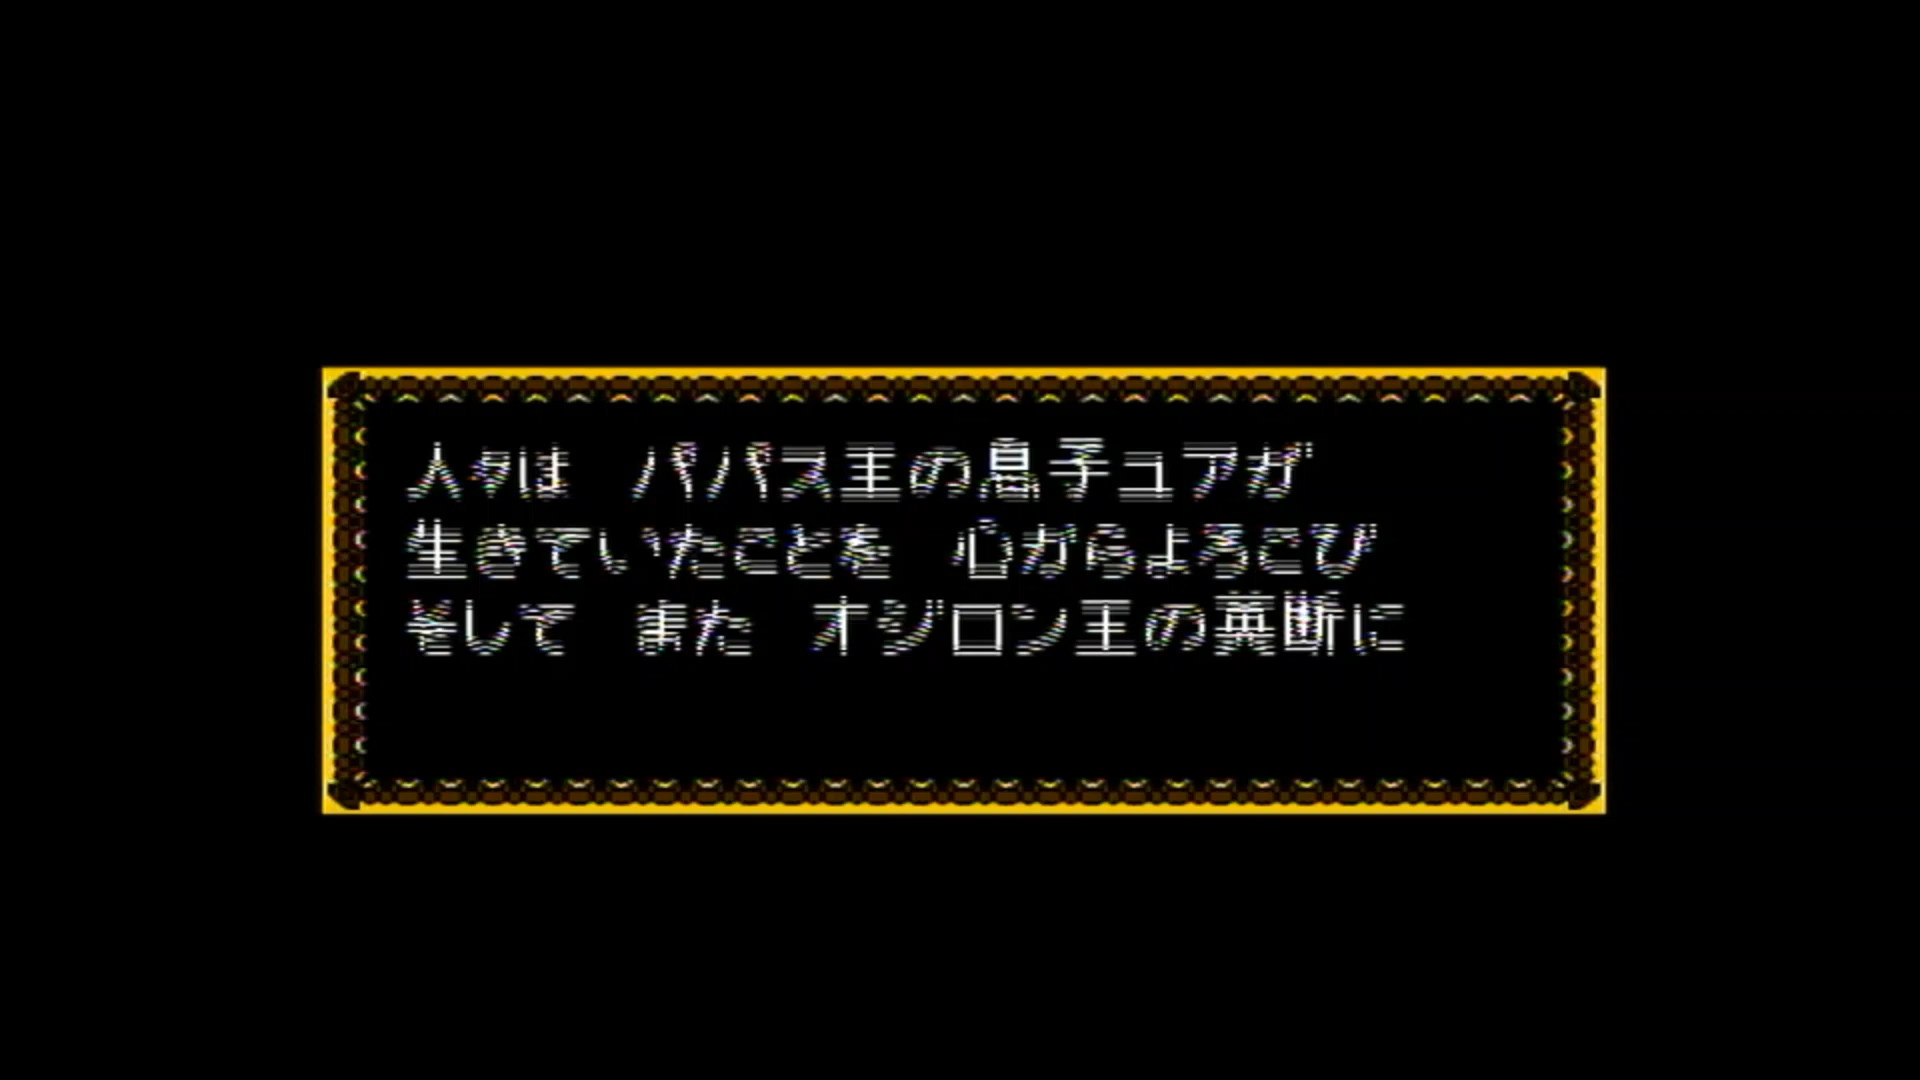 人々は　パパス王の息子ユアが
生きていたことを　心からよろこび
そして　また　オジロン王の英断に